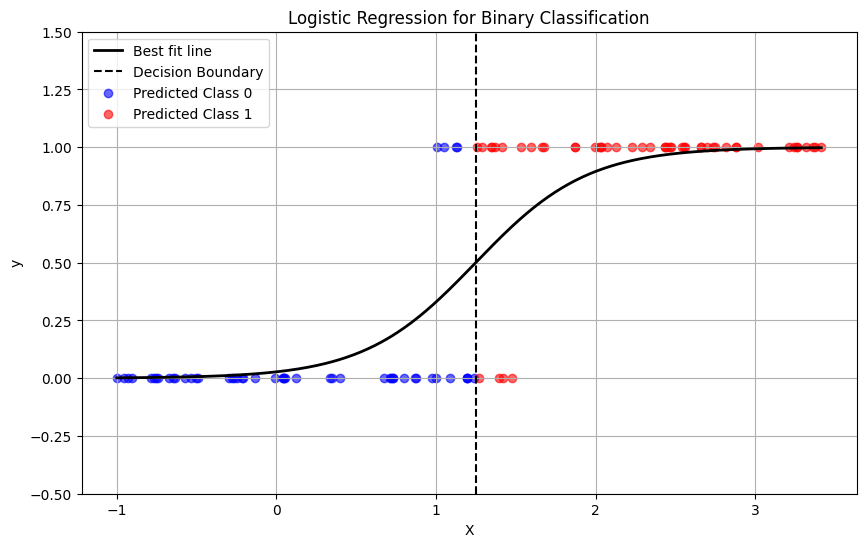 Logistic Regression for Binary Classification
1.50
1.25
1.00
0.75
0.50
0.25
0.00
−0.25
−0.50
y
Best fit line
Decision Boundary
Predicted Class 0
Predicted Class 1
−1
0
1
2
3
X